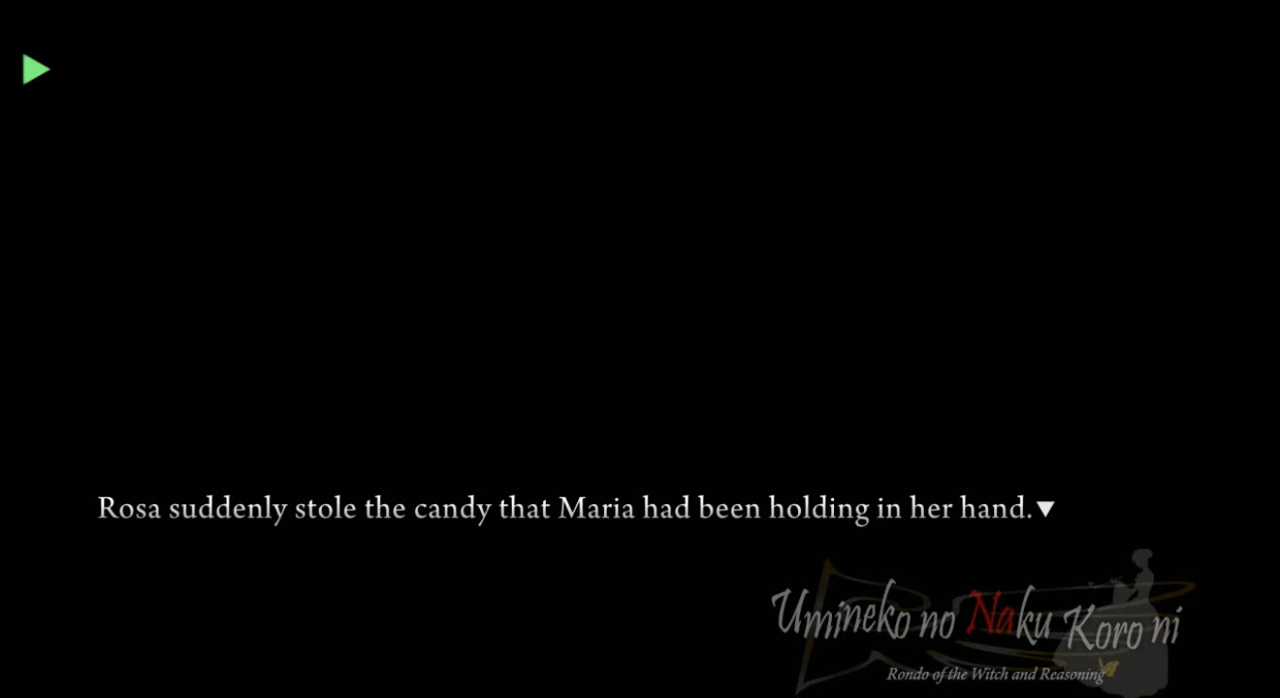 Rosa suddenly stole the candy that Maria had been holding in her hand.
Umineko no Naku Koro ni
Rondo of the Witch and Reasoning